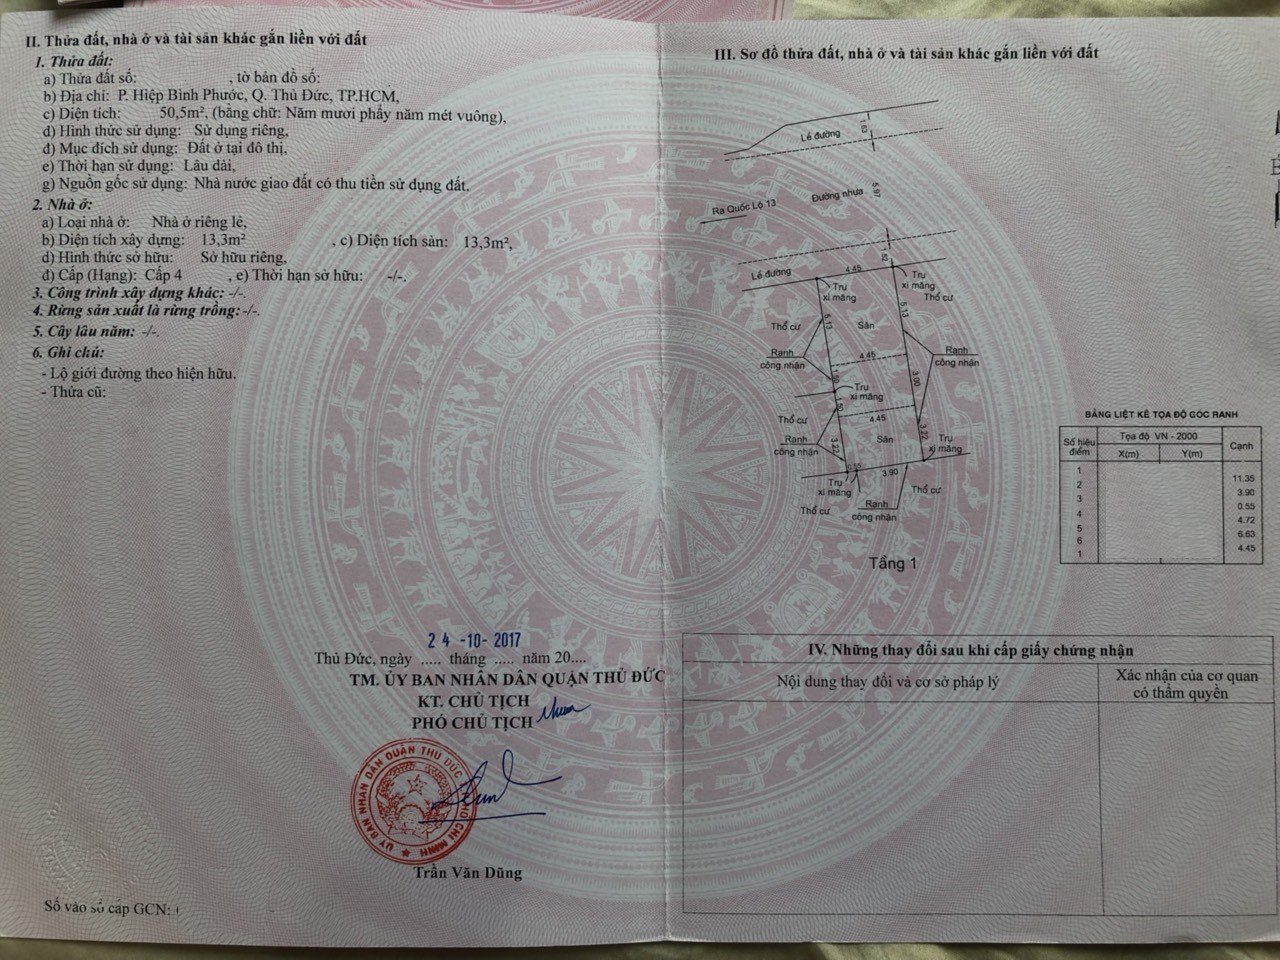 II. Thửa đất, nhà ở và tài sản khác gắn liền với đất
1. Thửa đất:
a) Thửa đất số: , tờ bản đồ số:
b) Địa chỉ: P. Hiệp Bình Phước, Q. Thủ Đức, TP.HCM,
c) Diện tích: 50,5m², (bằng chữ: Năm mươi phẩy năm mét vuông),
d) Hình thức sử dụng: Sử dụng riêng,
đ) Mục đích sử dụng: Đất ở tại đô thị,
e) Thời hạn sử dụng: Lâu dài,
g) Nguồn gốc sử dụng: Nhà nước giao đất có thu tiền sử dụng đất.
2. Nhà ở:
a) Loại nhà ở: Nhà ở riêng lẻ,
b) Diện tích xây dựng: 13,3m² , c) Diện tích sàn: 13,3m²,
d) Hình thức sở hữu: Sở hữu riêng,
đ) Cấp (Hạng): Cấp 4 , e) Thời hạn sở hữu: -/-.
3. Công trình xây dựng khác: -/-.
4. Rừng sản xuất là rừng trồng: -/-.
5. Cây lâu năm: -/-.
6. Ghi chú:
- Lộ giới đường theo hiện hữu.
- Thửa cũ:
24 -10- 2017
Thủ Đức, ngày ..... tháng ..... năm 20....
TM. ỦY BAN NHÂN DÂN QUẬN THỦ ĐỨC
KT. CHỦ TỊCH
PHÓ CHỦ TỊCH
ỦY BAN NHÂN DÂN QUẬN THỦ ĐỨC
HỒ CHÍ MINH
Trần Văn Dũng
Số vào sổ cấp GCN:
III. Sơ đồ thửa đất, nhà ở và tài sản khác gắn liền với đất
Lề đường
1.63
Đường nhựa
5.97
Ra Quốc Lộ 13
Lề đường
4.45
Trụ
xi măng
Trụ
xi măng
Thổ cư
5.13
5.13
Thổ cư
Sân
Ranh
công nhận
4.45
Ranh
công nhận
1.50
3.00
Trụ
xi măng
1.50
Thổ cư
4.45
Ranh
công nhận
3.22
Sân
3.22
Trụ
xi măng
0.55
3.90
Trụ
xi măng
Thổ cư
Thổ cư
Ranh
công nhận
Tầng 1
BẢNG LIỆT KÊ TỌA ĐỘ GÓC RANH
Số hiệu
điểm
Tọa độ VN - 2000
Cạnh
X(m) Y(m)
1
11.35
2
3.90
3
0.55
4
4.72
5
6.63
6
4.45
1
IV. Những thay đổi sau khi cấp giấy chứng nhận
Nội dung thay đổi và cơ sở pháp lý
Xác nhận của cơ quan
có thẩm quyền